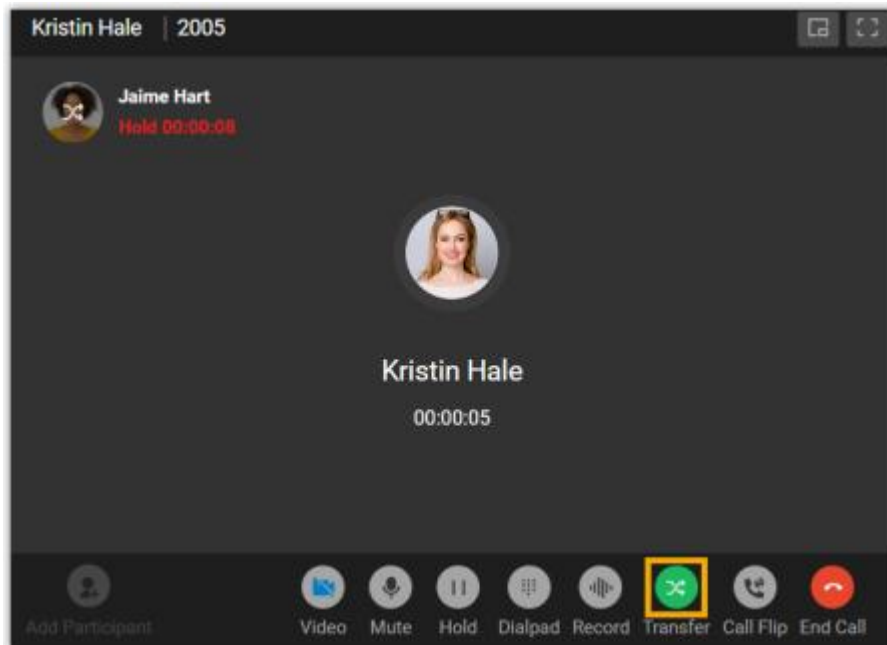 Kristin Hale | 2005
Jaime Hart
Hold 00:00:08
Kristin Hale
00:00:05
Add Participant Video Mute Hold Dialpad Record Transfer Call Flip End Call